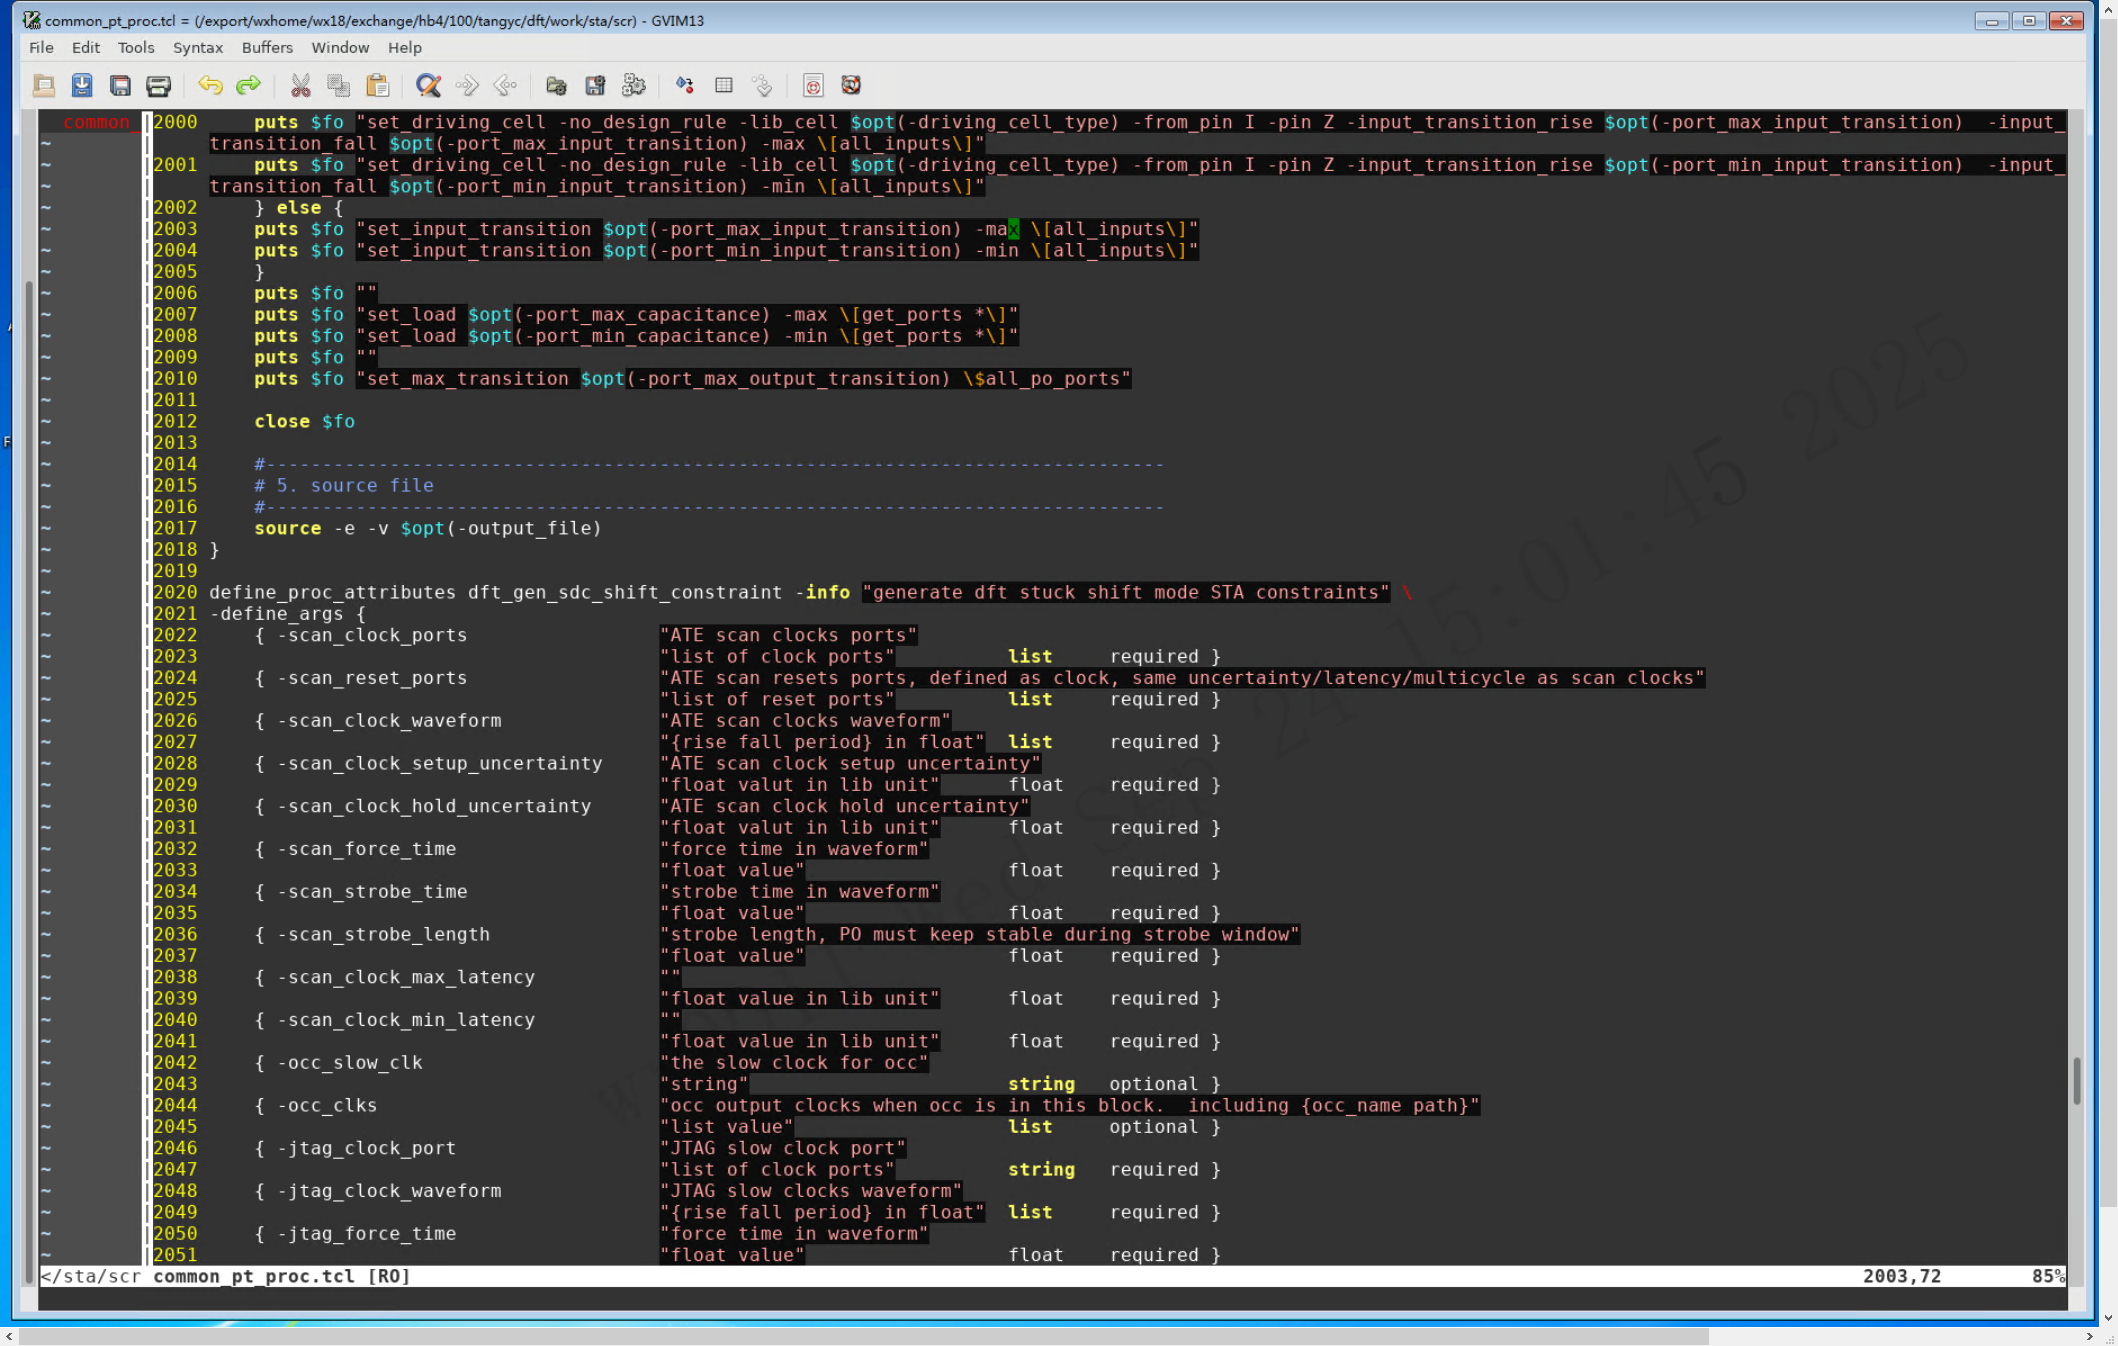 common_pt_proc.tcl = (/export/wxhome/wx18/exchange/hb4/100/tangyc/dft/work/sta/scr) - GVIM13
File Edit Tools Syntax Buffers Window Help
common_
2000     puts $fo "set_driving_cell -no_design_rule -lib_cell $opt(-driving_cell_type) -from_pin I -pin Z -input_transition_rise $opt(-port_max_input_transition)  -input_
transition_fall $opt(-port_max_input_transition) -max \[all_inputs\]"
2001     puts $fo "set_driving_cell -no_design_rule -lib_cell $opt(-driving_cell_type) -from_pin I -pin Z -input_transition_rise $opt(-port_min_input_transition)  -input_
transition_fall $opt(-port_min_input_transition) -min \[all_inputs\]"
2002     } else {
2003     puts $fo "set_input_transition $opt(-port_max_input_transition) -max \[all_inputs\]"
2004     puts $fo "set_input_transition $opt(-port_min_input_transition) -min \[all_inputs\]"
2005     }
2006     puts $fo ""
2007     puts $fo "set_load $opt(-port_max_capacitance) -max \[get_ports *\]"
2008     puts $fo "set_load $opt(-port_min_capacitance) -min \[get_ports *\]"
2009     puts $fo ""
2010     puts $fo "set_max_transition $opt(-port_max_output_transition) \$all_po_ports"
2011
2012     close $fo
2013
2014     #--------------------------------------------------------------------------------
2015     # 5. source file
2016     #--------------------------------------------------------------------------------
2017     source -e -v $opt(-output_file)
2018 }
2019
2020 define_proc_attributes dft_gen_sdc_shift_constraint -info "generate dft stuck shift mode STA constraints" \
2021 -define_args {
2022     { -scan_clock_ports "ATE scan clocks ports"
2023 "list of clock ports" list required }
2024     { -scan_reset_ports "ATE scan resets ports, defined as clock, same uncertainty/latency/multicycle as scan clocks"
2025 "list of reset ports" list required }
2026     { -scan_clock_waveform "ATE scan clocks waveform"
2027 "{rise fall period} in float" list required }
2028     { -scan_clock_setup_uncertainty "ATE scan clock setup uncertainty"
2029 "float valut in lib unit" float required }
2030     { -scan_clock_hold_uncertainty "ATE scan clock hold uncertainty"
2031 "float valut in lib unit" float required }
2032     { -scan_force_time "force time in waveform"
2033 "float value" float required }
2034     { -scan_strobe_time "strobe time in waveform"
2035 "float value" float required }
2036     { -scan_strobe_length "strobe length, PO must keep stable during strobe window"
2037 "float value" float required }
2038     { -scan_clock_max_latency ""
2039 "float value in lib unit" float required }
2040     { -scan_clock_min_latency ""
2041 "float value in lib unit" float required }
2042     { -occ_slow_clk "the slow clock for occ"
2043 "string" string optional }
2044     { -occ_clks "occ output clocks when occ is in this block.  including {occ_name path}"
2045 "list value" list optional }
2046     { -jtag_clock_port "JTAG slow clock port"
2047 "list of clock ports" string required }
2048     { -jtag_clock_waveform "JTAG slow clocks waveform"
2049 "{rise fall period} in float" list required }
2050     { -jtag_force_time "force time in waveform"
2051 "float value" float required }
</sta/scr common_pt_proc.tcl [RO] 2003,72 85%